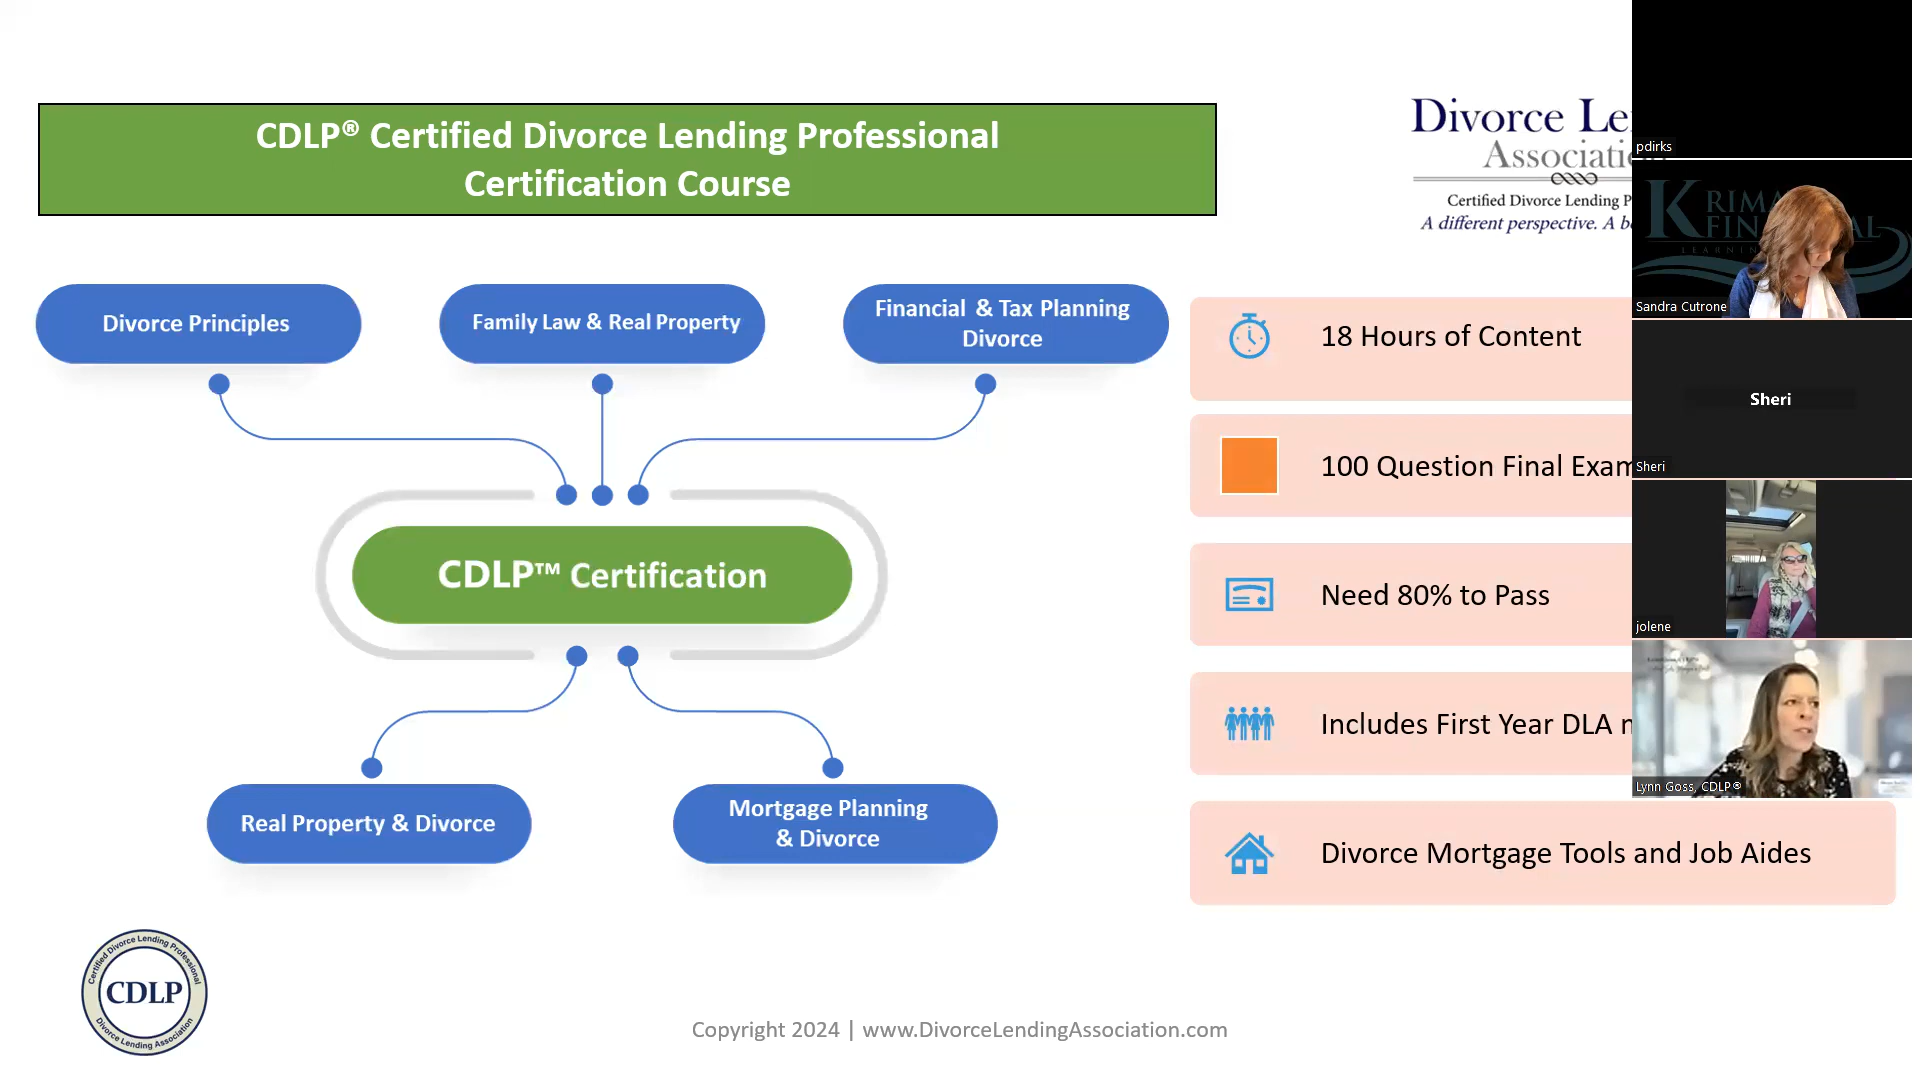 CDLP® Certified Divorce Lending Professional
Certification Course
Divorce Le
Associati
Certified Divorce Lending P
A different perspective. A b
Divorce Principles
Family Law & Real Property
Financial & Tax Planning
Divorce
CDLP™ Certification
Real Property & Divorce
Mortgage Planning
& Divorce
18 Hours of Content
100 Question Final Exam
Need 80% to Pass
Includes First Year DLA
Divorce Mortgage Tools and Job Aides
Certified Divorce Lending Professional
CDLP
Divorce Lending Association
Copyright 2024 | www.DivorceLendingAssociation.com
pdirks
Sandra Cutrone
Sheri
Sheri
jolene
Lynn Goss, CDLP®